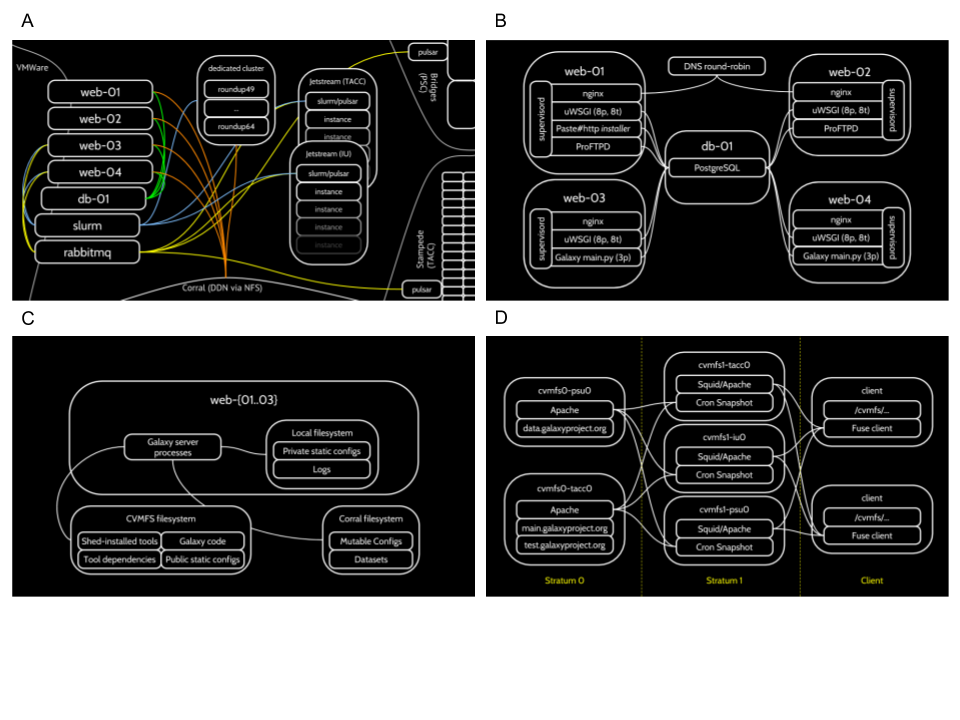 A
VMWare
web-01
web-02
web-03
web-04
db-01
slurm
rabbitmq
dedicated cluster
roundup49
...
roundup64
Jetstream (TACC)
slurm/pulsar
instance
instance
Jetstream (IU)
slurm/pulsar
instance
instance
instance
instance
pulsar
Bridges
(PSC)
Stampede
(TACC)
pulsar
Corral (DDN via NFS)
B
DNS round-robin
web-01
supervisord
nginx
uWSGI (8p, 8t)
Paste#http installer
ProFTPD
web-02
nginx
uWSGI (8p, 8t)
ProFTPD
supervisord
db-01
PostgreSQL
web-03
supervisord
nginx
uWSGI (8p, 8t)
Galaxy main.py (3p)
web-04
nginx
uWSGI (8p, 8t)
Galaxy main.py (3p)
supervisord
C
web-{01..03}
Galaxy server
processes
Local filesystem
Private static configs
Logs
CVMFS filesystem
Shed-installed tools
Galaxy code
Tool dependencies
Public static configs
Corral filesystem
Mutable Configs
Datasets
D
cvmfs0-psu0
Apache
data.galaxyproject.org
cvmfs0-tacc0
Apache
main.galaxyproject.org
test.galaxyproject.org
Stratum 0
cvmfs1-tacc0
Squid/Apache
Cron Snapshot
cvmfs1-iu0
Squid/Apache
Cron Snapshot
cvmfs1-psu0
Squid/Apache
Cron Snapshot
Stratum 1
client
/cvmfs/...
Fuse client
client
/cvmfs/...
Fuse client
Client